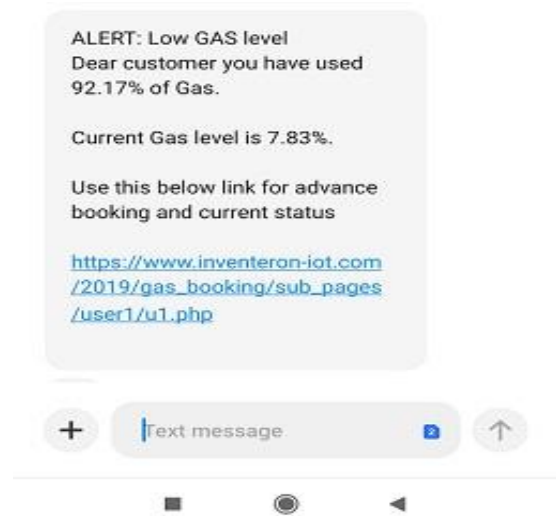 ALERT: Low GAS level
Dear customer you have used
92.17% of Gas.
Current Gas level is 7.83%.
Use this below link for advance
booking and current status
https://www.inventeron-iot.com
/2019/gas_booking/sub_pages
/user1/u1.php
Text message
2